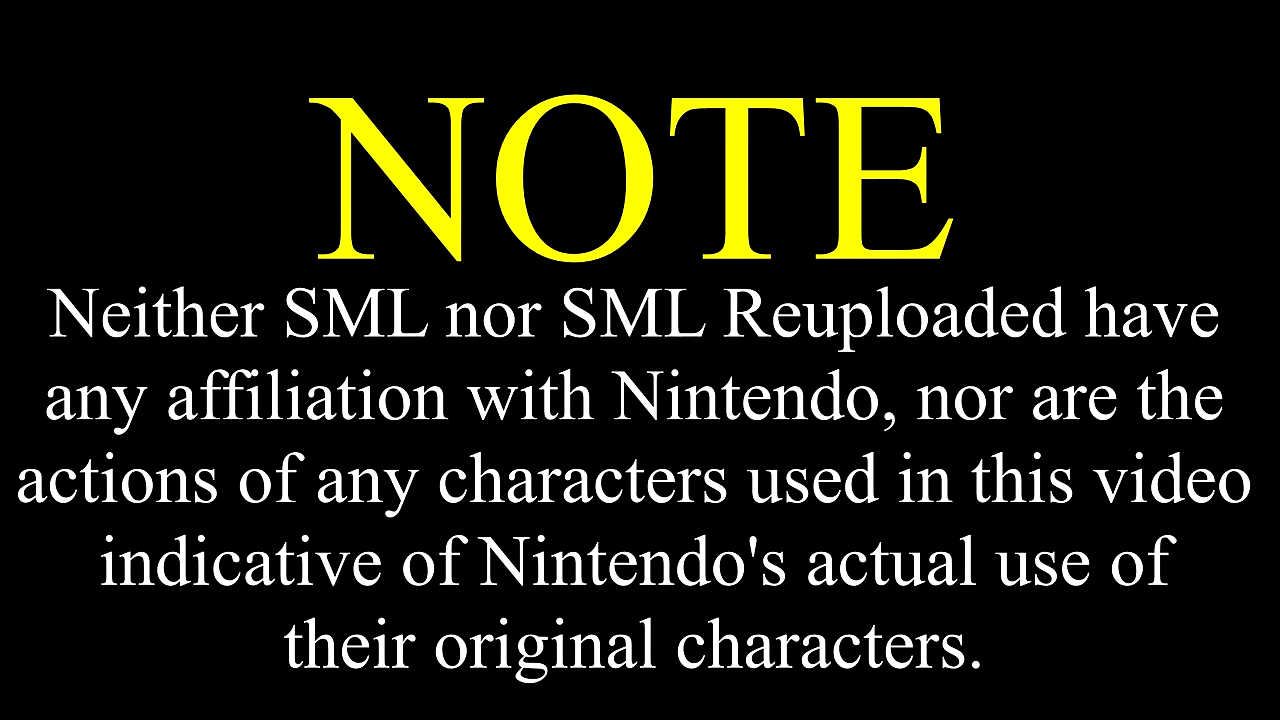 NOTE
Neither SML nor SML Reuploaded have
any affiliation with Nintendo, nor are the
actions of any characters used in this video
indicative of Nintendo's actual use of
their original characters.